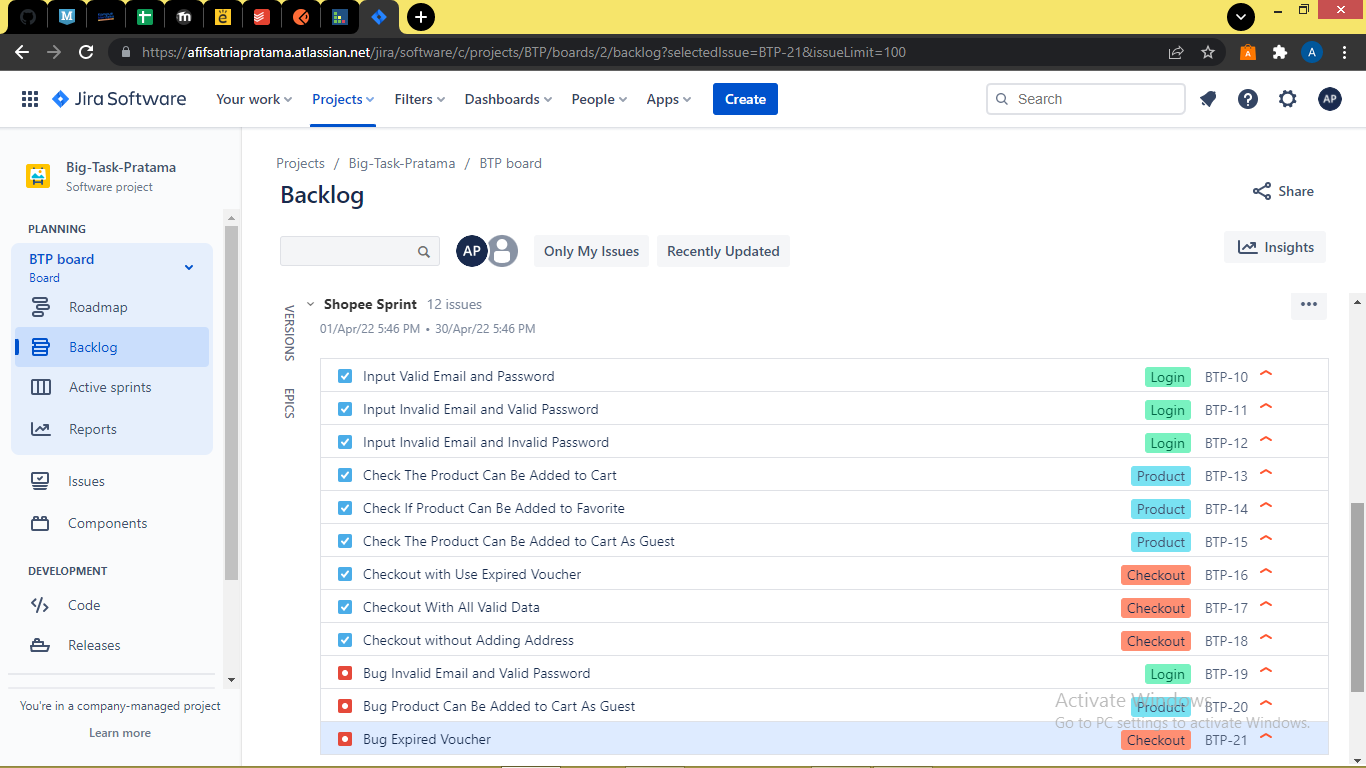 https://afifsatriapratama.atlassian.net/jira/software/c/projects/BTP/boards/2/backlog?selectedIssue=BTP-21&issueLimit=100
A
Jira Software
Your work
Projects
Filters
Dashboards
People
Apps
Create
Search
AP
Big-Task-Pratama
Software project
PLANNING
BTP board
Board
Roadmap
Backlog
Active sprints
Reports
Issues
Components
DEVELOPMENT
Code
Releases
You're in a company-managed project
Learn more
Projects / Big-Task-Pratama / BTP board
Backlog
Share
AP
Only My Issues
Recently Updated
Insights
VERSIONS
EPICS
Shopee Sprint 12 issues
01/Apr/22 5:46 PM • 30/Apr/22 5:46 PM
Input Valid Email and Password Login BTP-10
Input Invalid Email and Valid Password Login BTP-11
Input Invalid Email and Invalid Password Login BTP-12
Check The Product Can Be Added to Cart Product BTP-13
Check If Product Can Be Added to Favorite Product BTP-14
Check The Product Can Be Added to Cart As Guest Product BTP-15
Checkout with Use Expired Voucher Checkout BTP-16
Checkout With All Valid Data Checkout BTP-17
Checkout without Adding Address Checkout BTP-18
Bug Invalid Email and Valid Password Login BTP-19
Bug Product Can Be Added to Cart As Guest Product BTP-20
Bug Expired Voucher Checkout BTP-21
Activate Windows
Go to PC settings to activate Windows.